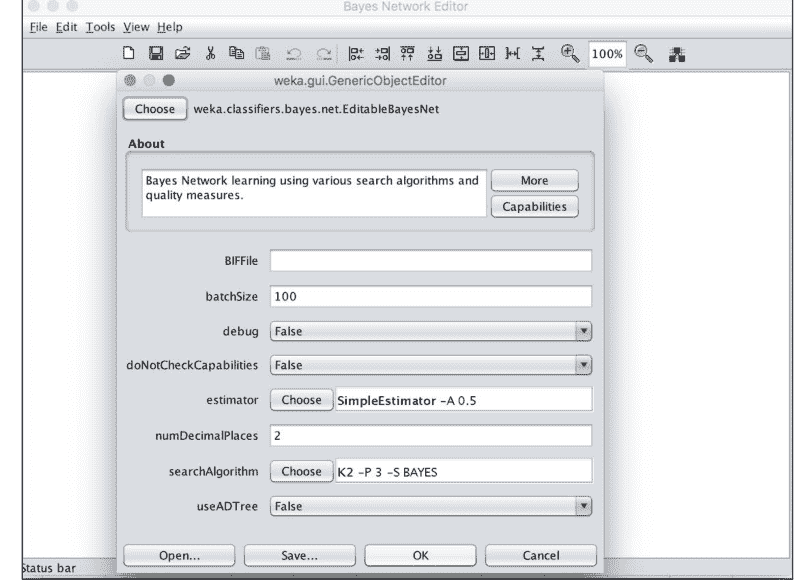 Bayes Network Editor
File Edit Tools View Help
100%
weka.gui.GenericObjectEditor
Choose weka.classifiers.bayes.net.EditableBayesNet
About
Bayes Network learning using various search algorithms and
quality measures.
More
Capabilities
BIFFile
batchSize 100
debug False
doNotCheckCapabilities False
estimator Choose SimpleEstimator -A 0.5
numDecimalPlaces 2
searchAlgorithm Choose K2 -P 3 -S BAYES
useADTree False
Open... Save... OK Cancel
Status bar